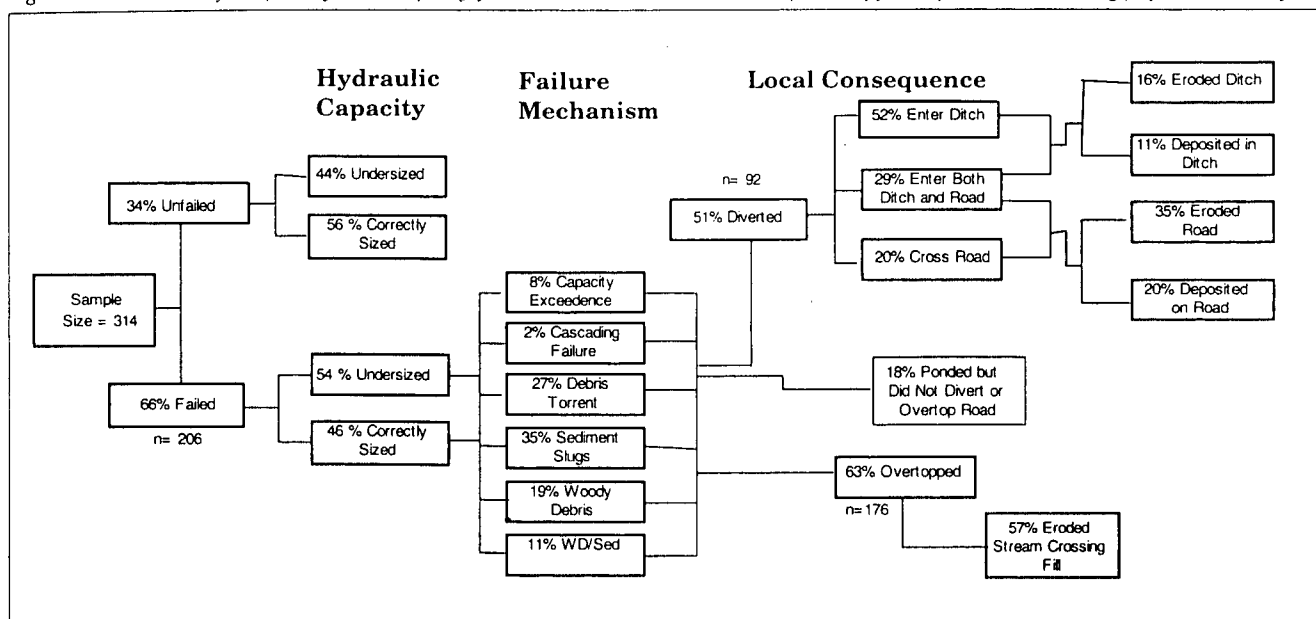 Hydraulic
Capacity
Failure
Mechanism
Local Consequence
Sample
Size = 314
34% Unfailed
66% Failed
n= 206
44% Undersized
56 % Correctly
Sized
54 % Undersized
46 % Correctly
Sized
8% Capacity
Exceedence
2% Cascading
Failure
27% Debris
Torrent
35% Sediment
Slugs
19% Woody
Debris
11% WD/Sed
n= 92
51% Diverted
52% Enter Ditch
29% Enter Both
Ditch and Road
20% Cross Road
16% Eroded Ditch
11% Deposited in
Ditch
35% Eroded
Road
20% Deposited
on Road
18% Ponded but
Did Not Divert or
Overtop Road
63% Overtopped
n=176
57% Eroded
Stream Crossing
Fill